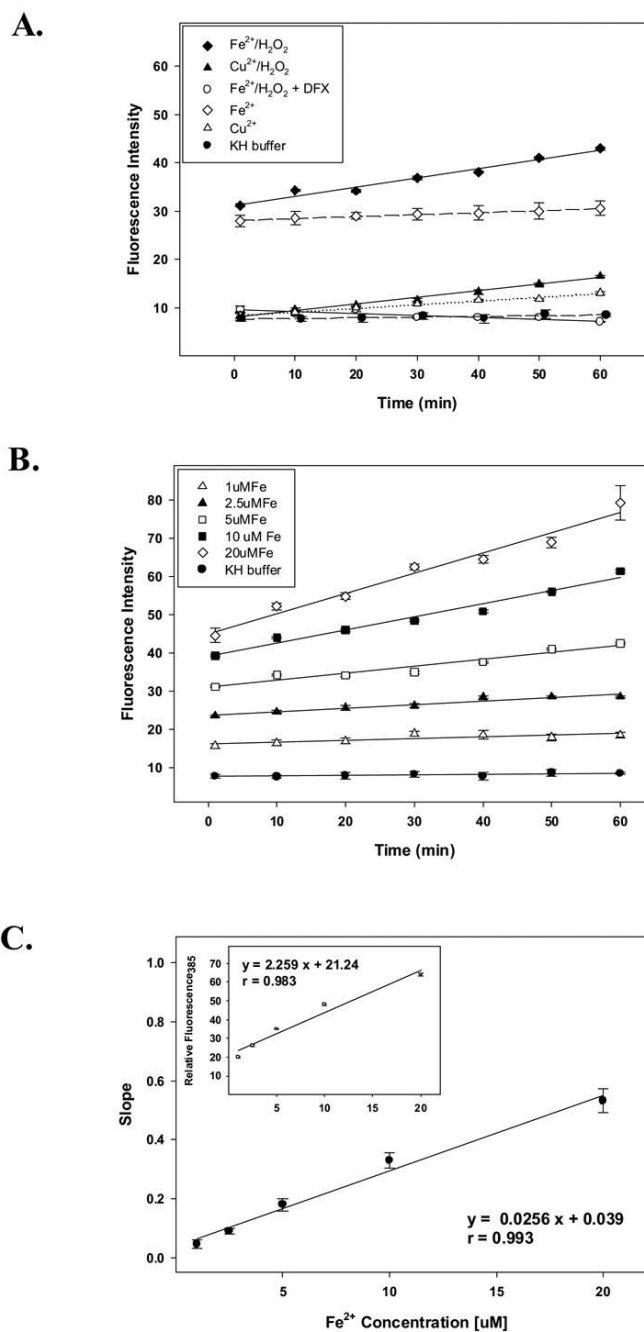 A.
Fe²⁺/H₂O₂
Cu²⁺/H₂O₂
Fe²⁺/H₂O₂ + DFX
Fe²⁺
Cu²⁺
KH buffer
60
50
40
30
20
10
Fluorescence Intensity
0 10 20 30 40 50 60
Time (min)
B.
1uMFe
2.5uMFe
5uMFe
10 uM Fe
20uMFe
KH buffer
80
70
60
50
40
30
20
10
Fluorescence Intensity
0 10 20 30 40 50 60
Time (min)
C.
1.0
0.8
0.6
0.4
0.2
0.0
Slope
Relative Fluorescence₃₈₅
70
60
50
40
30
20
10
0
y = 2.259 x + 21.24
r = 0.983
5 10 15 20
y = 0.0256 x + 0.039
r = 0.993
5 10 15 20
Fe²⁺ Concentration [uM]